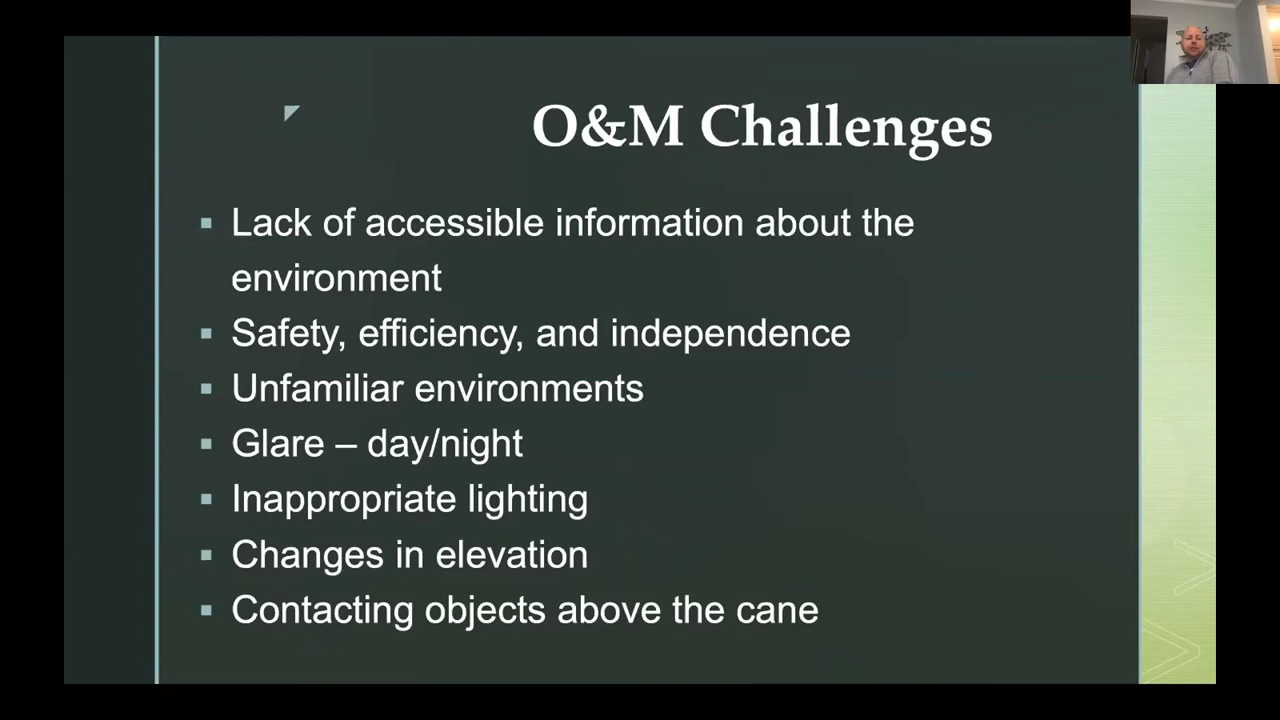 O&M Challenges
Lack of accessible information about the
environment
Safety, efficiency, and independence
Unfamiliar environments
Glare – day/night
Inappropriate lighting
Changes in elevation
Contacting objects above the cane